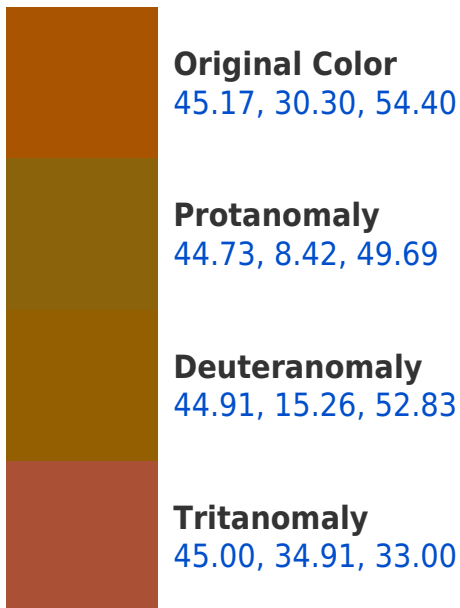 Original Color
45.17, 30.30, 54.40
Protanomaly
44.73, 8.42, 49.69
Deuteranomaly
44.91, 15.26, 52.83
Tritanomaly
45.00, 34.91, 33.00